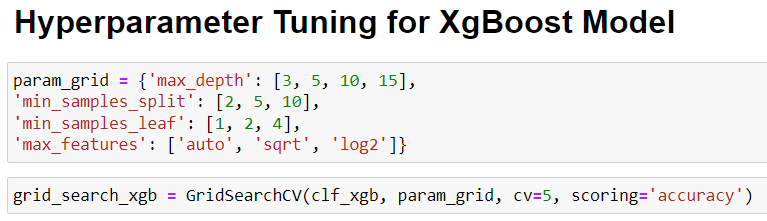 Hyperparameter Tuning for XgBoost Model
param_grid = {'max_depth': [3, 5, 10, 15],
'min_samples_split': [2, 5, 10],
'min_samples_leaf': [1, 2, 4],
'max_features': ['auto', 'sqrt', 'log2']}
grid_search_xgb = GridSearchCV(clf_xgb, param_grid, cv=5, scoring='accuracy')